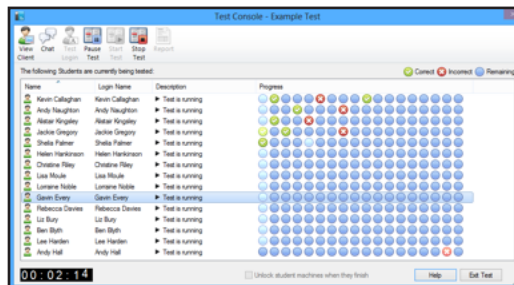 Test Console - Example Test
View Client
Chat
Test Login
Pause Test
Start Test
Stop Test
Report
The following Students are currently being tested:
Correct Incorrect Remaining
Name Login Name Description Progress
Kevin Callaghan Kevin Callaghan Test is running
Andy Naughton Andy Naughton Test is running
Alistair Kingsley Alistair Kingsley Test is running
Jackie Gregory Jackie Gregory Test is running
Sheila Palmer Sheila Palmer Test is running
Helen Hankinson Helen Hankinson Test is running
Christine Riley Christine Riley Test is running
Lisa Moule Lisa Moule Test is running
Lorraine Noble Lorraine Noble Test is running
Gavin Every Gavin Every Test is running
Rebecca Davies Rebecca Davies Test is running
Liz Bury Liz Bury Test is running
Ben Blyth Ben Blyth Test is running
Lee Harden Lee Harden Test is running
Andy Hall Andy Hall Test is running
00:02:14 Unlock student machines when they finish Help Exit Test